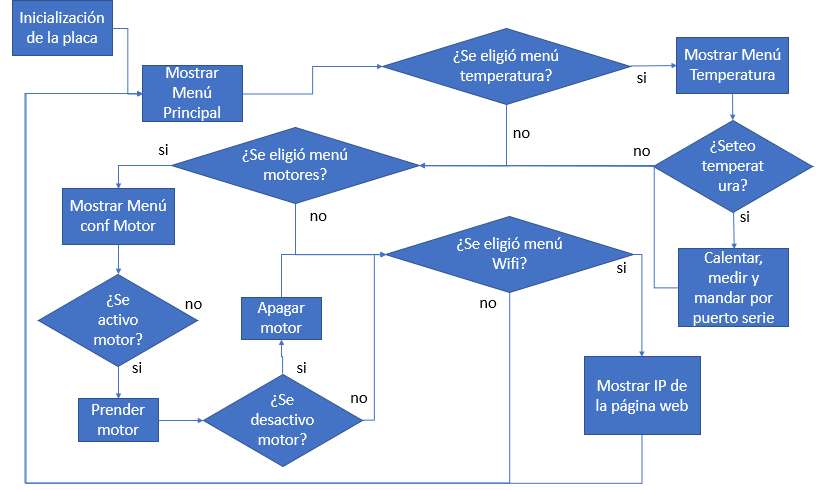 Inicialización
de la placa
Mostrar
Menú
Principal
¿Se eligió menú
temperatura?
si
Mostrar Menú
Temperatura
no
¿Seteo
temperat
ura?
no
si
Calentar,
medir y
mandar por
puerto serie
¿Se eligió menú
motores?
si
no
Mostrar Menú
conf Motor
¿Se
activo
motor?
no
si
Prender
motor
¿Se
desactivo
motor?
si
no
Apagar
motor
¿Se eligió menú
Wifi?
si
no
Mostrar IP de
la página web